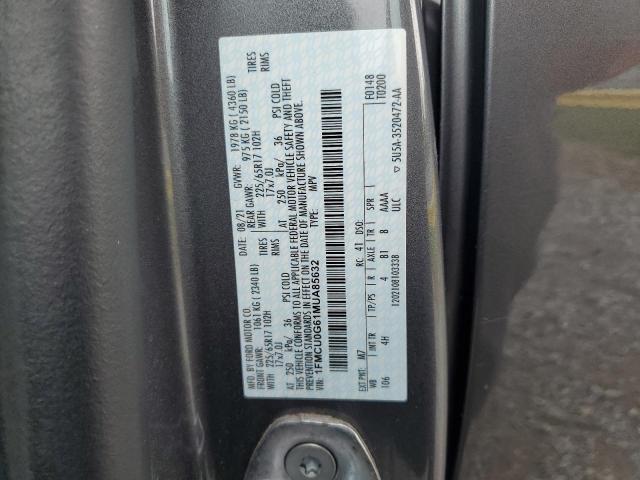 MFD. BY FORD MOTOR CO.
DATE: 08/21 GVWR: 1978 KG ( 4360 LB)
FRONT GAWR: 1061 KG ( 2340 LB) REAR GAWR: 975 KG ( 2150 LB)
WITH TIRES WITH TIRES
225/65R17 102H 225/65R17 102H
17x7.0J RIMS 17x7.0J RIMS
AT 250 kPa/ 36 PSI COLD AT 250 kPa/ 36 PSI COLD
THIS VEHICLE CONFORMS TO ALL APPLICABLE FEDERAL MOTOR VEHICLE SAFETY AND THEFT
PREVENTION STANDARDS IN EFFECT ON THE DATE OF MANUFACTURE SHOWN ABOVE.
VIN: 1FMCU0G61MUA85632 TYPE: MPV
F0148
T0200
EXT PNT: M7 RC: 41 DSO:
WB INT TR TP/PS R AXLE TR SPR
106 4H 4 B1 B AAAA
ULC 5U5A-3520472-AA
1202108103338